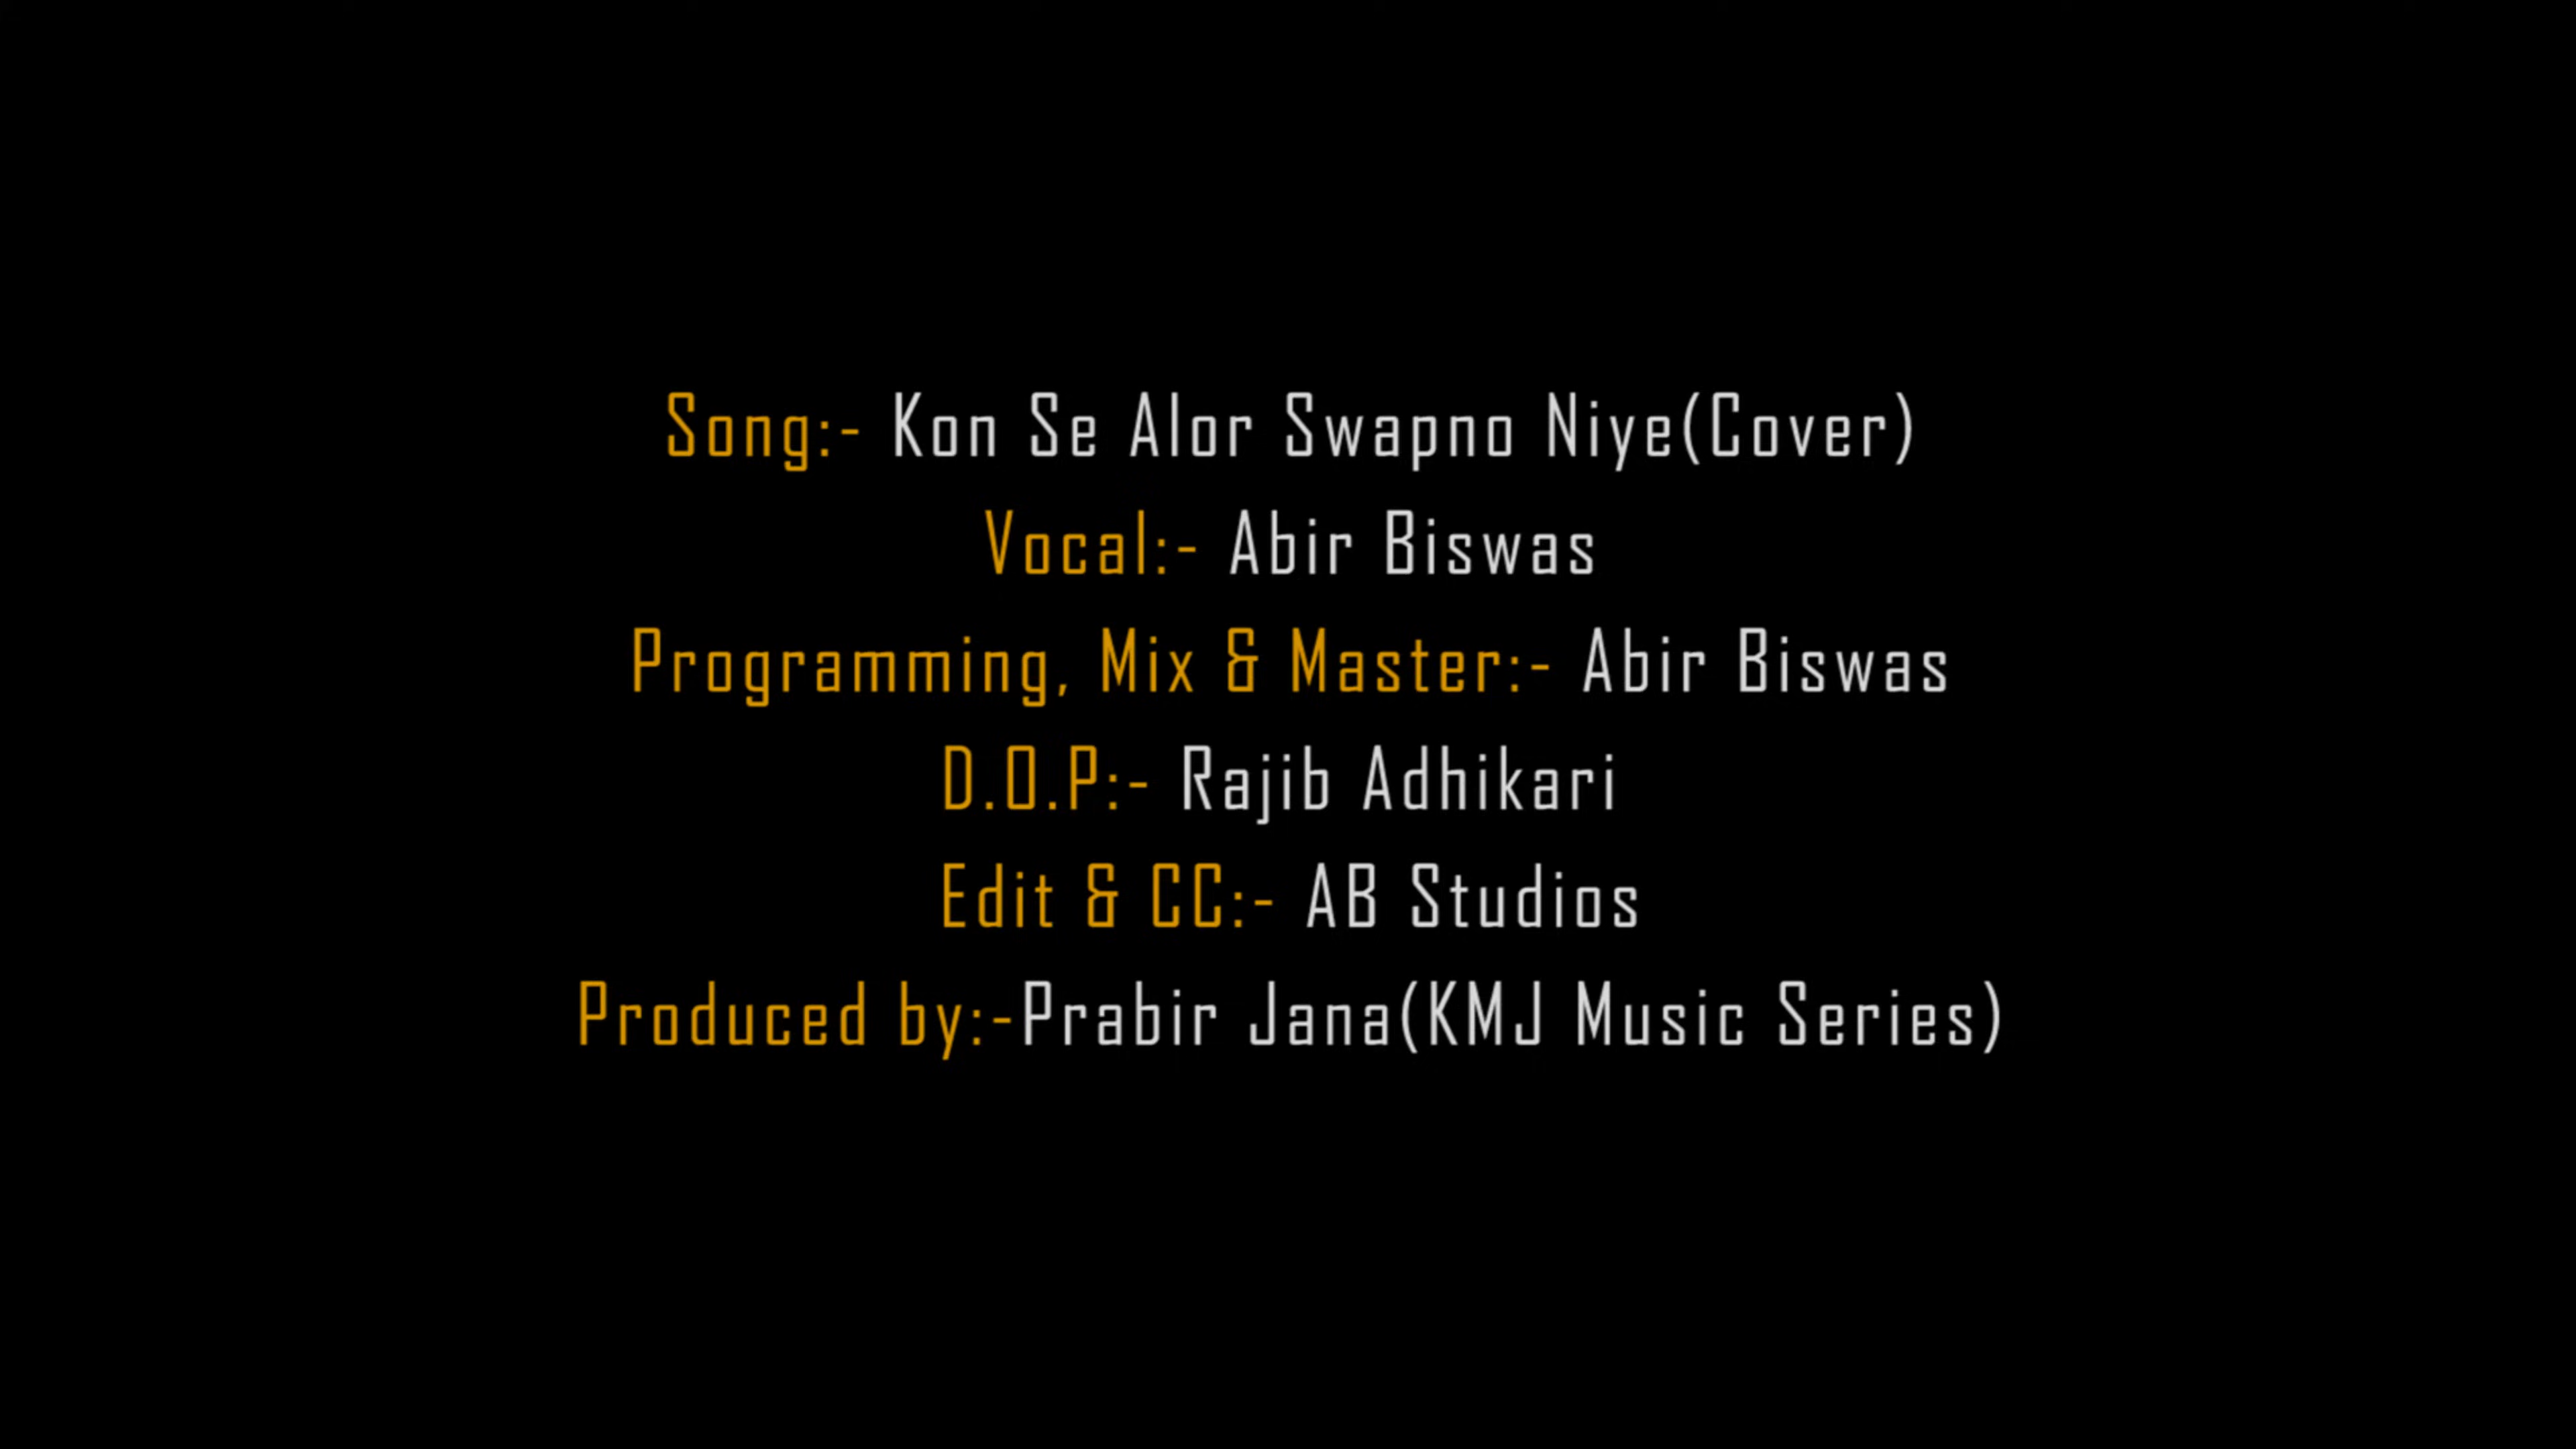 Song:- Kon Se Alor Swapno Niye(Cover)
Vocal:- Abir Biswas
Programming, Mix & Master:- Abir Biswas
D.O.P:- Rajib Adhikari
Edit & CC:- AB Studios
Produced by:-Prabir Jana(KMJ Music Series)